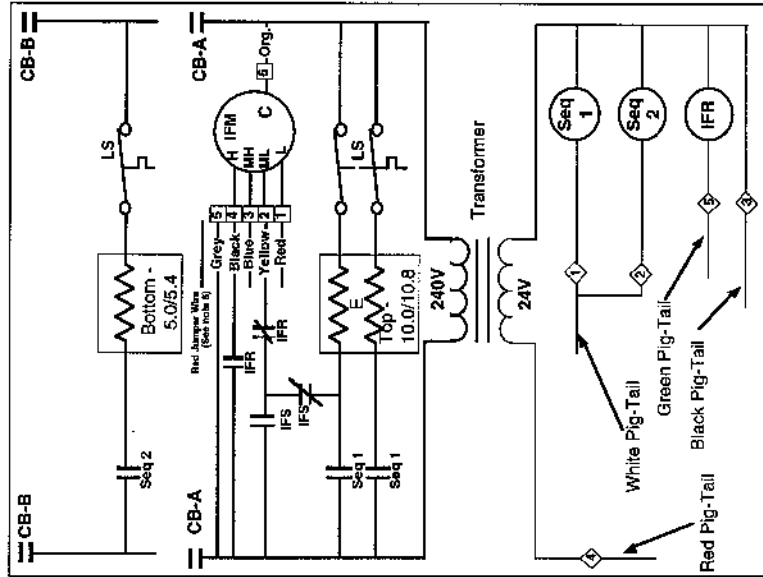 CB-B
CB-B
LS
Bottom -
5.0/5.4
Seq 2
CB-A
CB-A
Red Jumper Wire
(See note 5)
5
4
3
2
1
Grey
Black
Blue
Yellow
Red
IFM
H
MH
ML
L
C
6
Org.
IFR
IFR
IFS
IFS
LS
E
Top -
10.0/10.8
Seq 1
Seq 1
240V
Transformer
24V
Seq
1
Seq
2
IFR
1
2
5
3
4
White Pig-Tail
Green Pig-Tail
Black Pig-Tail
Red Pig-Tail